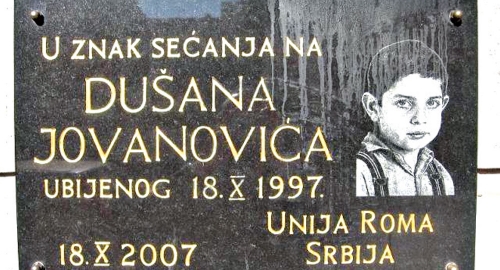 U ZNAK SEĆANJA NA
DUŠANA
JOVANOVIĆA
UBIJENOG 18.X 1997.
UNIJA ROMA
SRBIJA
18.X 2007